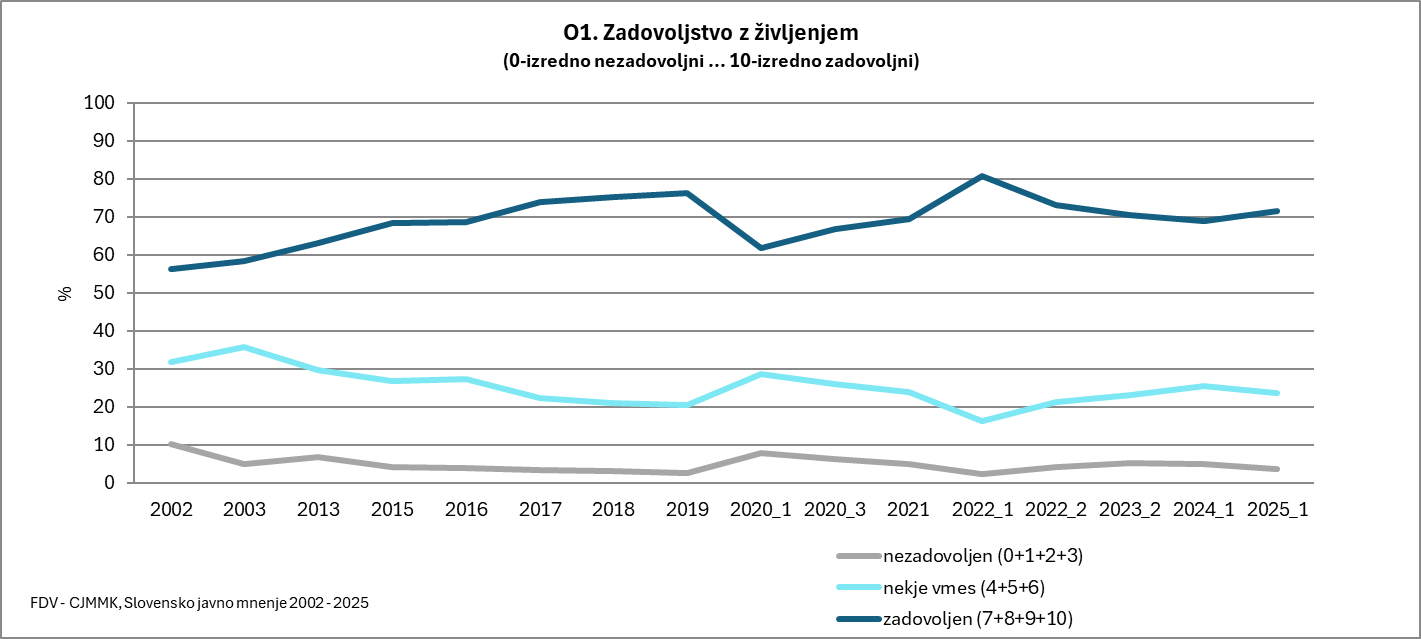 O1. Zadovoljstvo z življenjem
(0-izredno nezadovoljni ... 10-izredno zadovoljni)
100
90
80
70
60
50
40
30
20
10
0
%
2002 2003 2013 2015 2016 2017 2018 2019 2020_1 2020_3 2021 2022_1 2022_2 2023_2 2024_1 2025_1
nezadovoljen (0+1+2+3)
nekje vmes (4+5+6)
zadovoljen (7+8+9+10)
FDV - CJMMK, Slovensko javno mnenje 2002 - 2025